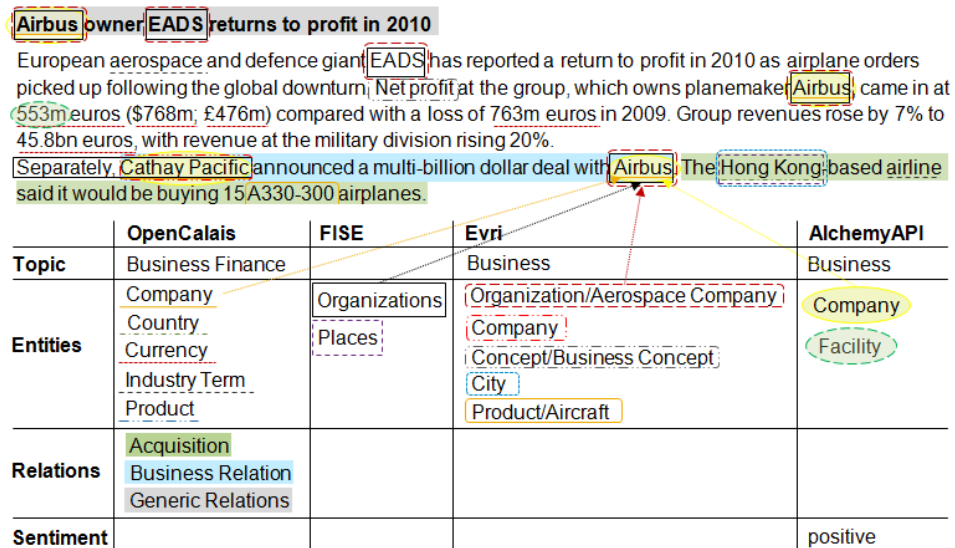 Airbus owner EADS returns to profit in 2010
European aerospace and defence giant EADS has reported a return to profit in 2010 as airplane orders
picked up following the global downturn. Net profit at the group, which owns planemaker Airbus, came in at
553m euros ($768m; £476m) compared with a loss of 763m euros in 2009. Group revenues rose by 7% to
45.8bn euros, with revenue at the military division rising 20%.
Separately, Cathay Pacific announced a multi-billion dollar deal with Airbus. The Hong Kong-based airline
said it would be buying 15 A330-300 airplanes.
OpenCalais FISE Evri AlchemyAPI
Topic Business Finance Business Business
Entities
Company
Country
Currency
Industry Term
Product
Organizations
Places
Organization/Aerospace Company
Company
Concept/Business Concept
City
Product/Aircraft
Company
Facility
Relations
Acquisition
Business Relation
Generic Relations
Sentiment positive